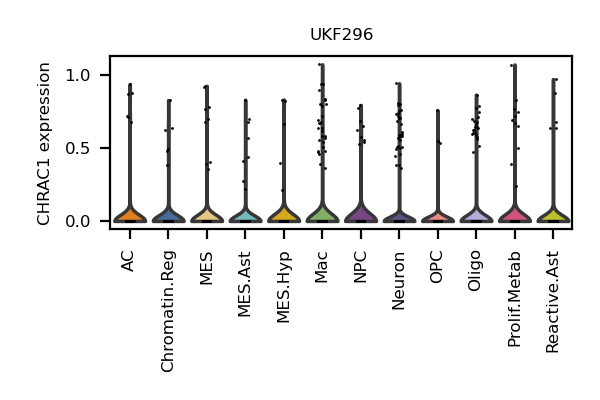 UKF296
CHRAC1 expression
1.0
0.5
0.0
AC
Chromatin.Reg
MES
MES.Ast
MES.Hyp
Mac
NPC
Neuron
OPC
Oligo
Prolif.Metab
Reactive.Ast